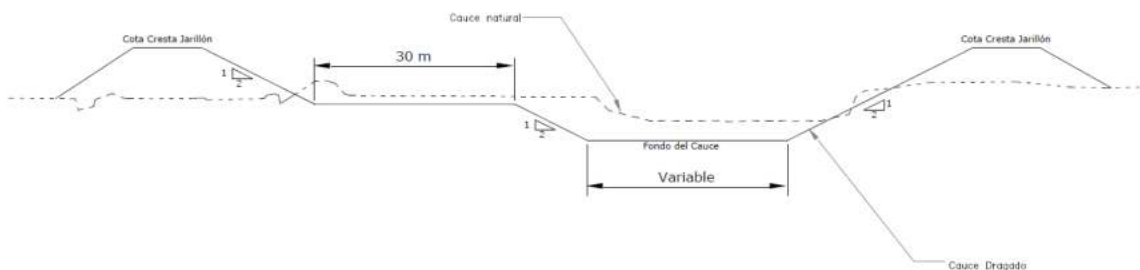 Cauce natural
Cota Cresta Jarillón
Cota Cresta Jarillón
30 m
1
2
1
2
1
2
Fondo del Cauce
Variable
Cauce Dragado